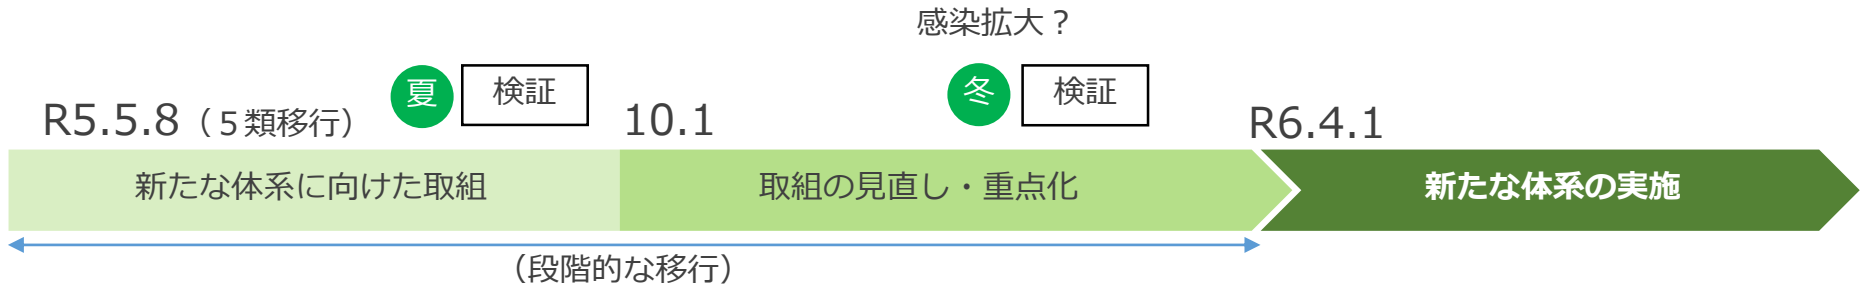 感染拡大？
夏 検証
冬 検証
R5.5.8（５類移行）
10.1
R6.4.1
新たな体系に向けた取組
取組の見直し・重点化
新たな体系の実施
（段階的な移行）